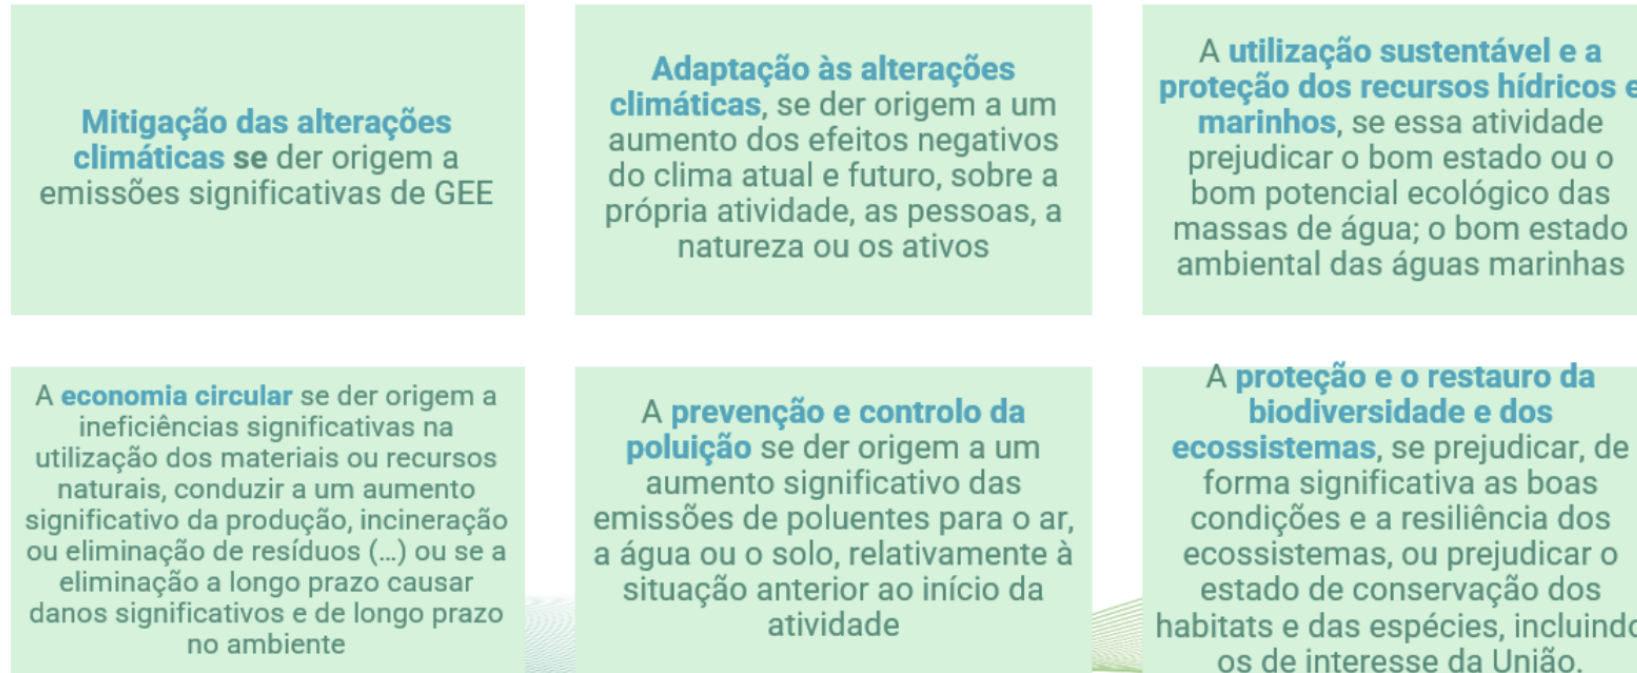 Mitigação das alterações
climáticas se der origem a
emissões significativas de GEE
Adaptação às alterações
climáticas, se der origem a um
aumento dos efeitos negativos
do clima atual e futuro, sobre a
própria atividade, as pessoas, a
natureza ou os ativos
A utilização sustentável e a
proteção dos recursos hídricos e
marinhos, se essa atividade
prejudicar o bom estado ou o
bom potencial ecológico das
massas de água; o bom estado
ambiental das águas marinhas
A economia circular se der origem a
ineficiências significativas na
utilização dos materiais ou recursos
naturais, conduzir a um aumento
significativo da produção, incineração
ou eliminação de resíduos (...) ou se a
eliminação a longo prazo causar
danos significativos e de longo prazo
no ambiente
A prevenção e controlo da
poluição se der origem a um
aumento significativo das
emissões de poluentes para o ar,
a água ou o solo, relativamente à
situação anterior ao início da
atividade
A proteção e o restauro da
biodiversidade e dos
ecossistemas, se prejudicar, de
forma significativa as boas
condições e a resiliência dos
ecossistemas, ou prejudicar o
estado de conservação dos
habitats e das espécies, incluindo
os de interesse da União.